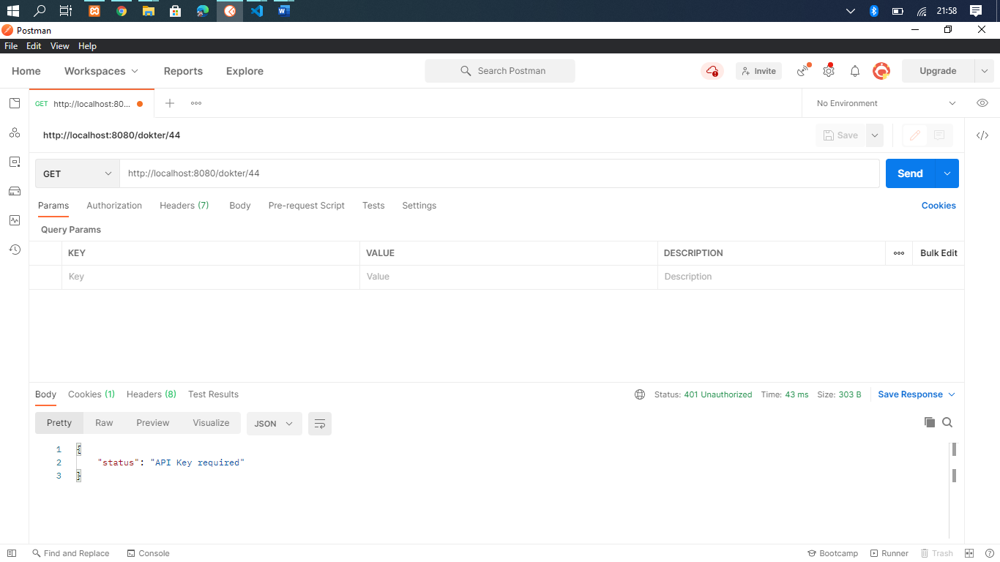 21:58
Postman
File Edit View Help
Home Workspaces Reports Explore Search Postman Invite Upgrade
GET http://localhost:80... No Environment
http://localhost:8080/dokter/44 Save
GET http://localhost:8080/dokter/44 Send
Params Authorization Headers (7) Body Pre-request Script Tests Settings Cookies
Query Params
KEY VALUE DESCRIPTION Bulk Edit
Key Value Description
Body Cookies (1) Headers (8) Test Results Status: 401 Unauthorized Time: 43 ms Size: 303 B Save Response
Pretty Raw Preview Visualize JSON
1 {
2 "status": "API Key required"
3 }
Find and Replace Console Bootcamp Runner Trash